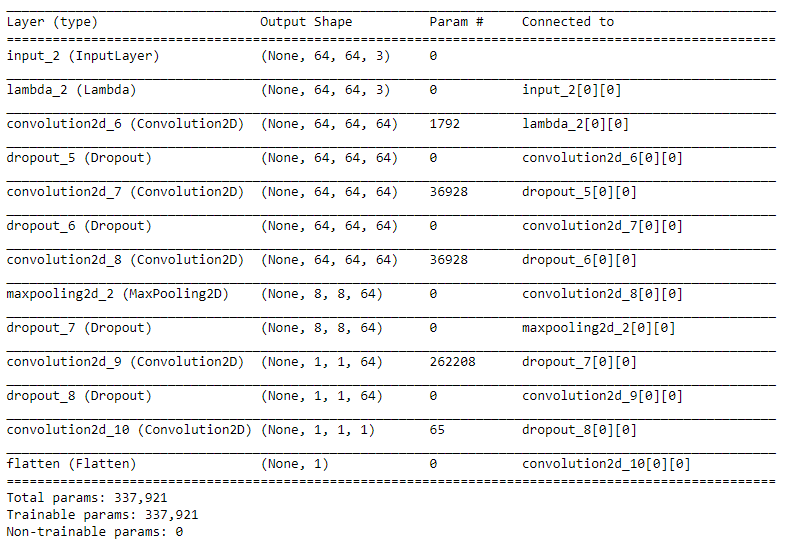 Layer (type) Output Shape Param # Connected to
input_2 (InputLayer) (None, 64, 64, 3) 0
lambda_2 (Lambda) (None, 64, 64, 3) 0 input_2[0][0]
convolution2d_6 (Convolution2D) (None, 64, 64, 64) 1792 lambda_2[0][0]
dropout_5 (Dropout) (None, 64, 64, 64) 0 convolution2d_6[0][0]
convolution2d_7 (Convolution2D) (None, 64, 64, 64) 36928 dropout_5[0][0]
dropout_6 (Dropout) (None, 64, 64, 64) 0 convolution2d_7[0][0]
convolution2d_8 (Convolution2D) (None, 64, 64, 64) 36928 dropout_6[0][0]
maxpooling2d_2 (MaxPooling2D) (None, 8, 8, 64) 0 convolution2d_8[0][0]
dropout_7 (Dropout) (None, 8, 8, 64) 0 maxpooling2d_2[0][0]
convolution2d_9 (Convolution2D) (None, 1, 1, 64) 262208 dropout_7[0][0]
dropout_8 (Dropout) (None, 1, 1, 64) 0 convolution2d_9[0][0]
convolution2d_10 (Convolution2D) (None, 1, 1, 1) 65 dropout_8[0][0]
flatten (Flatten) (None, 1) 0 convolution2d_10[0][0]
Total params: 337,921
Trainable params: 337,921
Non-trainable params: 0